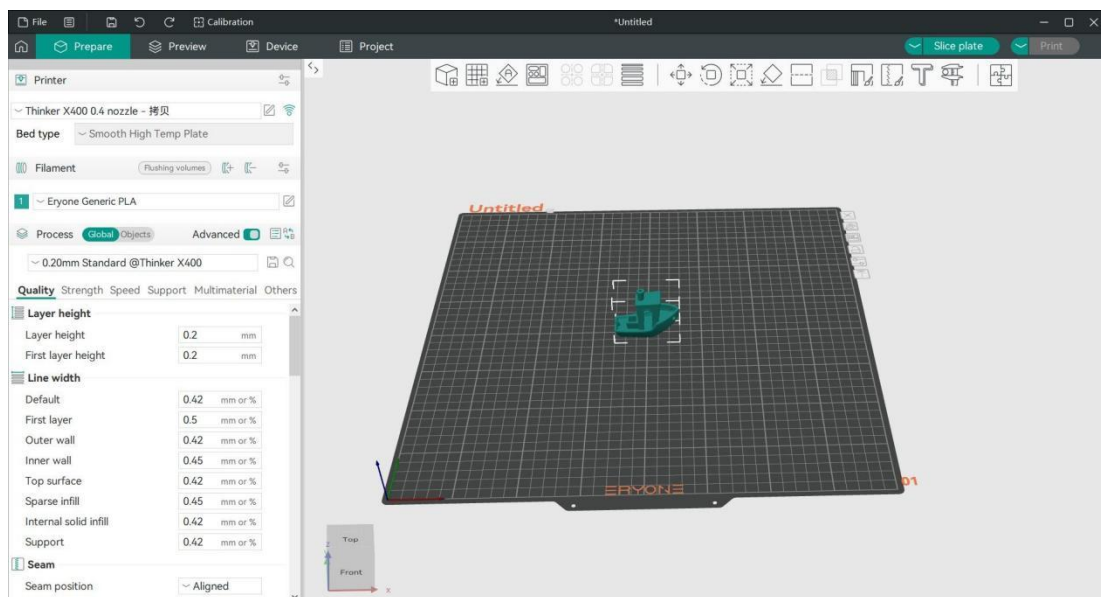 File
Calibration
*Untitled
Prepare
Preview
Device
Project
Slice plate
Print
Printer
Thinker X400 0.4 nozzle - 拷贝
Bed type
Smooth High Temp Plate
Filament
Flushing volumes
1
Eryone Generic PLA
Process
Global
Objects
Advanced
0.20mm Standard @Thinker X400
Quality Strength Speed Support Multimaterial Others
Layer height
Layer height 0.2 mm
First layer height 0.2 mm
Line width
Default 0.42 mm or %
First layer 0.5 mm or %
Outer wall 0.42 mm or %
Inner wall 0.45 mm or %
Top surface 0.42 mm or %
Sparse infill 0.45 mm or %
Internal solid infill 0.42 mm or %
Support 0.42 mm or %
Seam
Seam position Aligned
Untitled
ERYONE
01
Top
Front
z
x